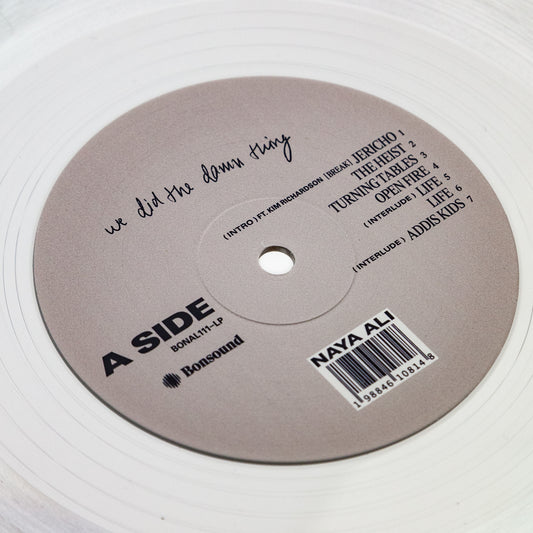 we did the damn thing
(INTRO) FT. KIM RICHARDSON [BREAK] JERICHO 1
THE HEIST 2
TURNING TABLES 3
OPEN FIRE 4
(INTERLUDE) LIFE 5
LIFE 6
(INTERLUDE) ADDIS KIDS 7
A SIDE
BONAL111-LP
Bonsound
NAYA ALI
1 98846 10814 8